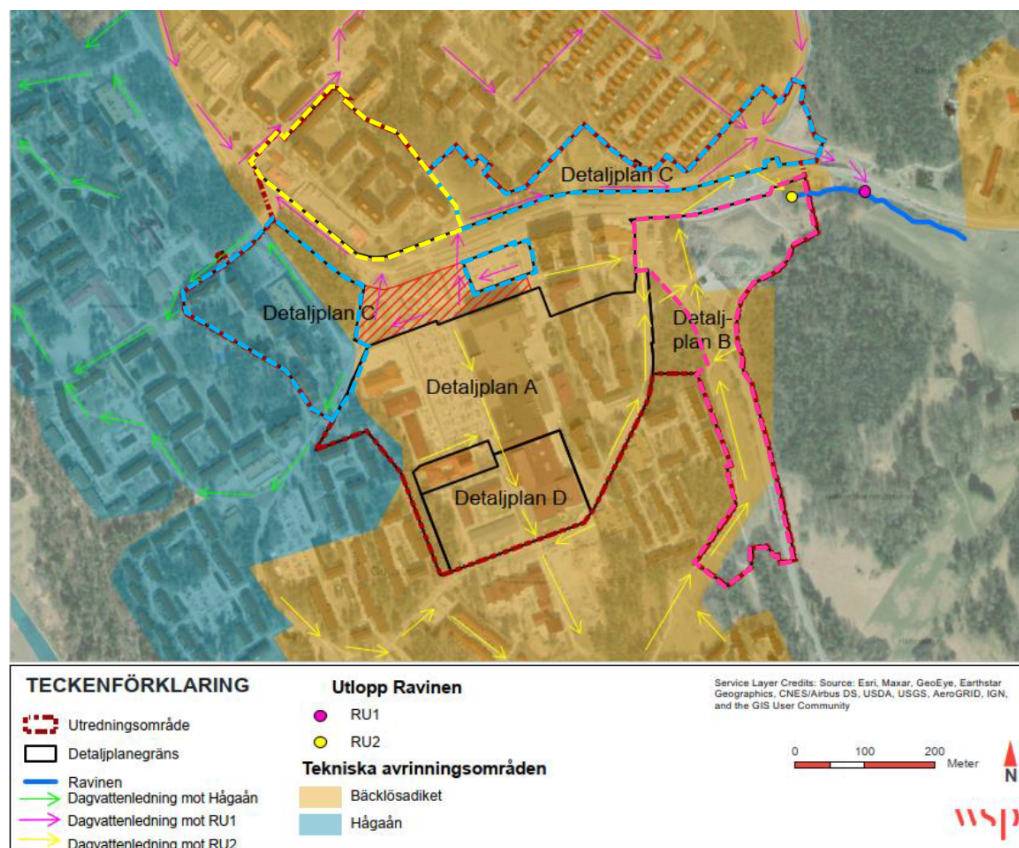 Detaljplan C
Detaljplan C
Detalj-
plan B
Detaljplan A
Detaljplan D
TECKENFÖRKLARING
Utredningsområde
Detaljplanegräns
Ravinen
Dagvattenledning mot Hågaån
Dagvattenledning mot RU1
Dagvattenledning mot RU2
Utlopp Ravinen
RU1
RU2
Tekniska avrinningsområden
Bäcklösadiket
Hågaån
Service Layer Credits: Source: Esri, Maxar, GeoEye, Earthstar
Geographics, CNES/Airbus DS, USDA, USGS, AeroGRID, IGN,
and the GIS User Community
0 100 200
Meter
N
wsp